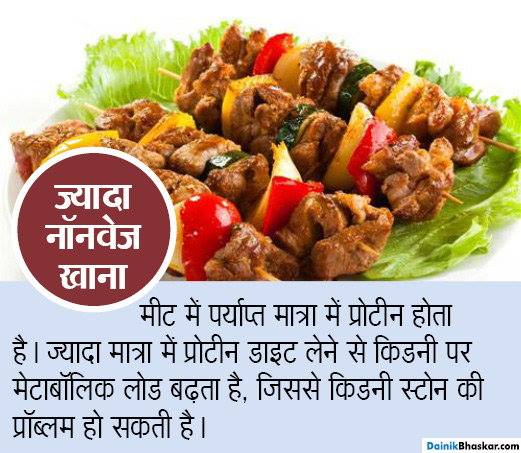 ज्यादा
नॉनवेज
खाना
मीट में पर्याप्त मात्रा में प्रोटीन होता
है। ज्यादा मात्रा में प्रोटीन डाइट लेने से किडनी पर
मेटाबॉलिक लोड बढ़ता है, जिससे किडनी स्टोन की
प्रॉब्लम हो सकती है।
DainikBhaskar.com